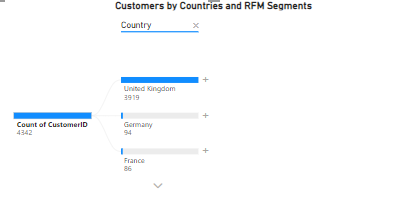 Customers by Countries and RFM Segments
Country
United Kingdom
3919
Count of CustomerID
4342
Germany
94
France
86